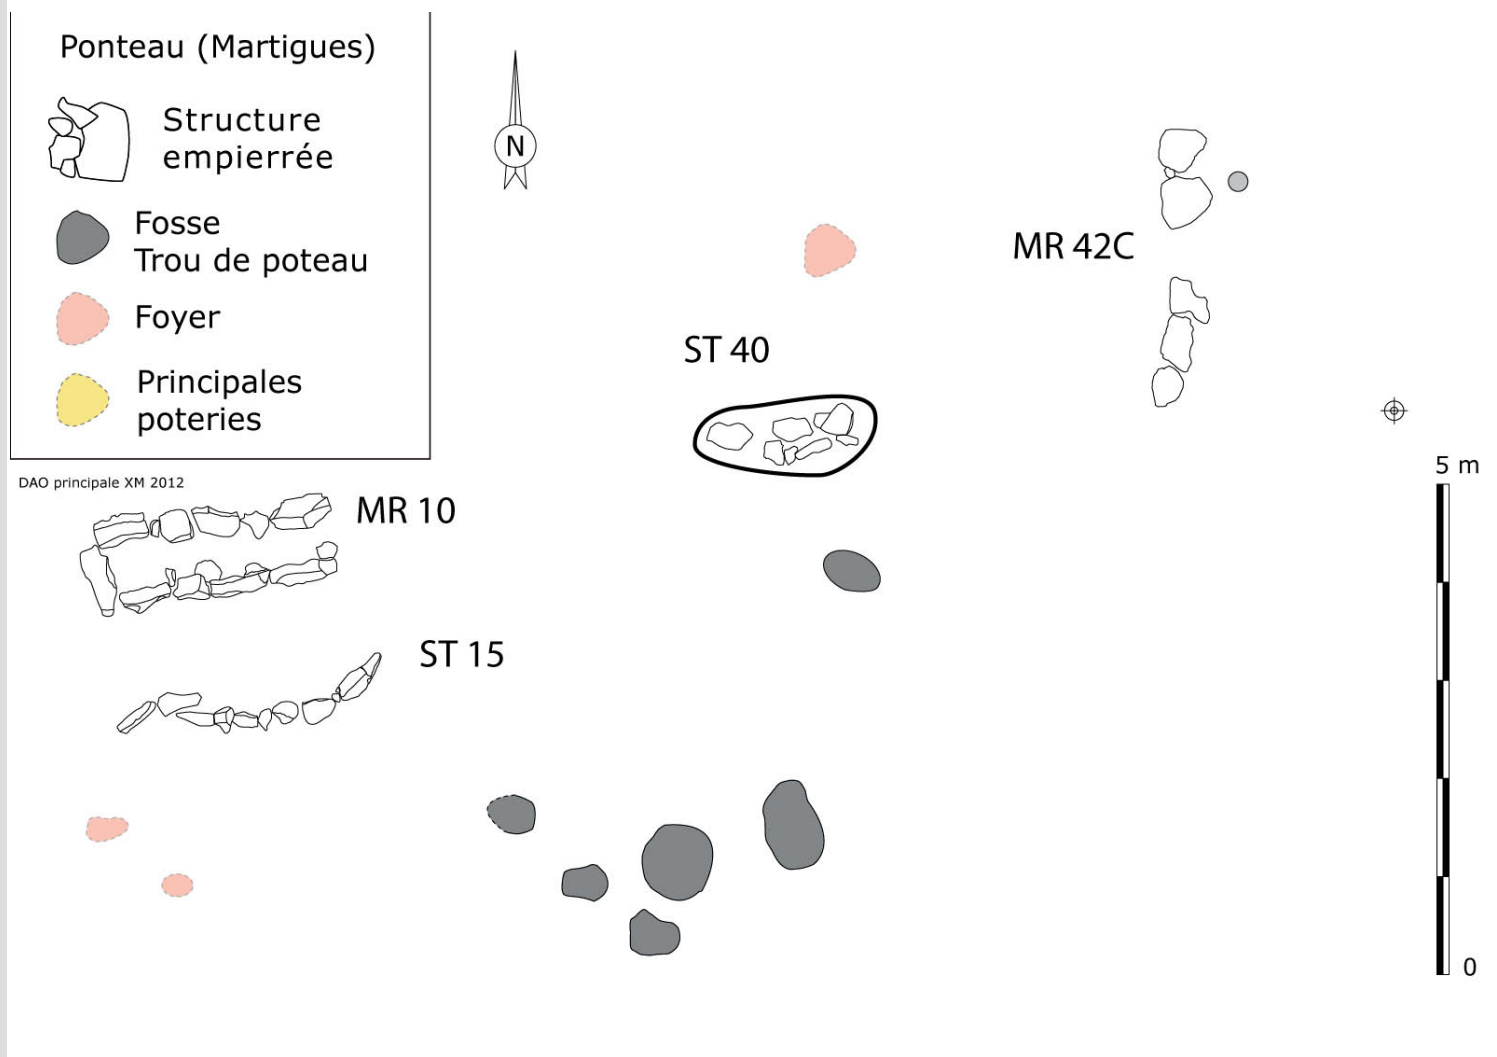 Ponteau (Martigues)
Structure
empierrée
Fosse
Trou de poteau
Foyer
Principales
poteries
DAO principale XM 2012
N
MR 42C
ST 40
MR 10
ST 15
5 m
0